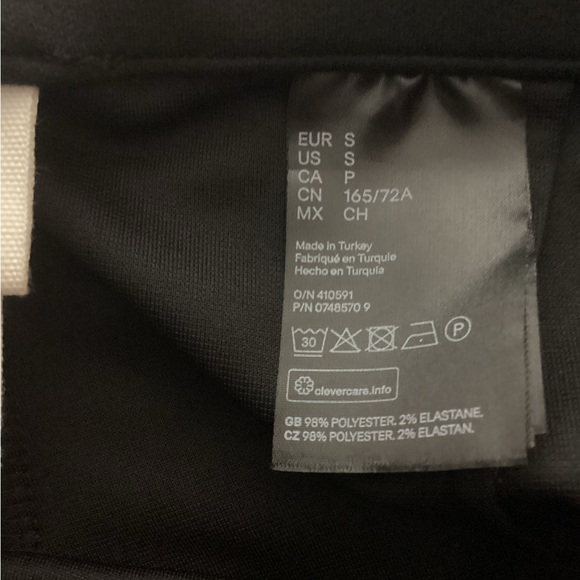 EUR S
US S
CA P
CN 165/72A
MX CH
Made in Turkey
Fabriqué en Turquie
Hecho en Turquía
O/N 410591
P/N 0748570 9
30 P
clevercare.info
GB 98% POLYESTER. 2% ELASTANE.
CZ 98% POLYESTER. 2% ELASTAN.